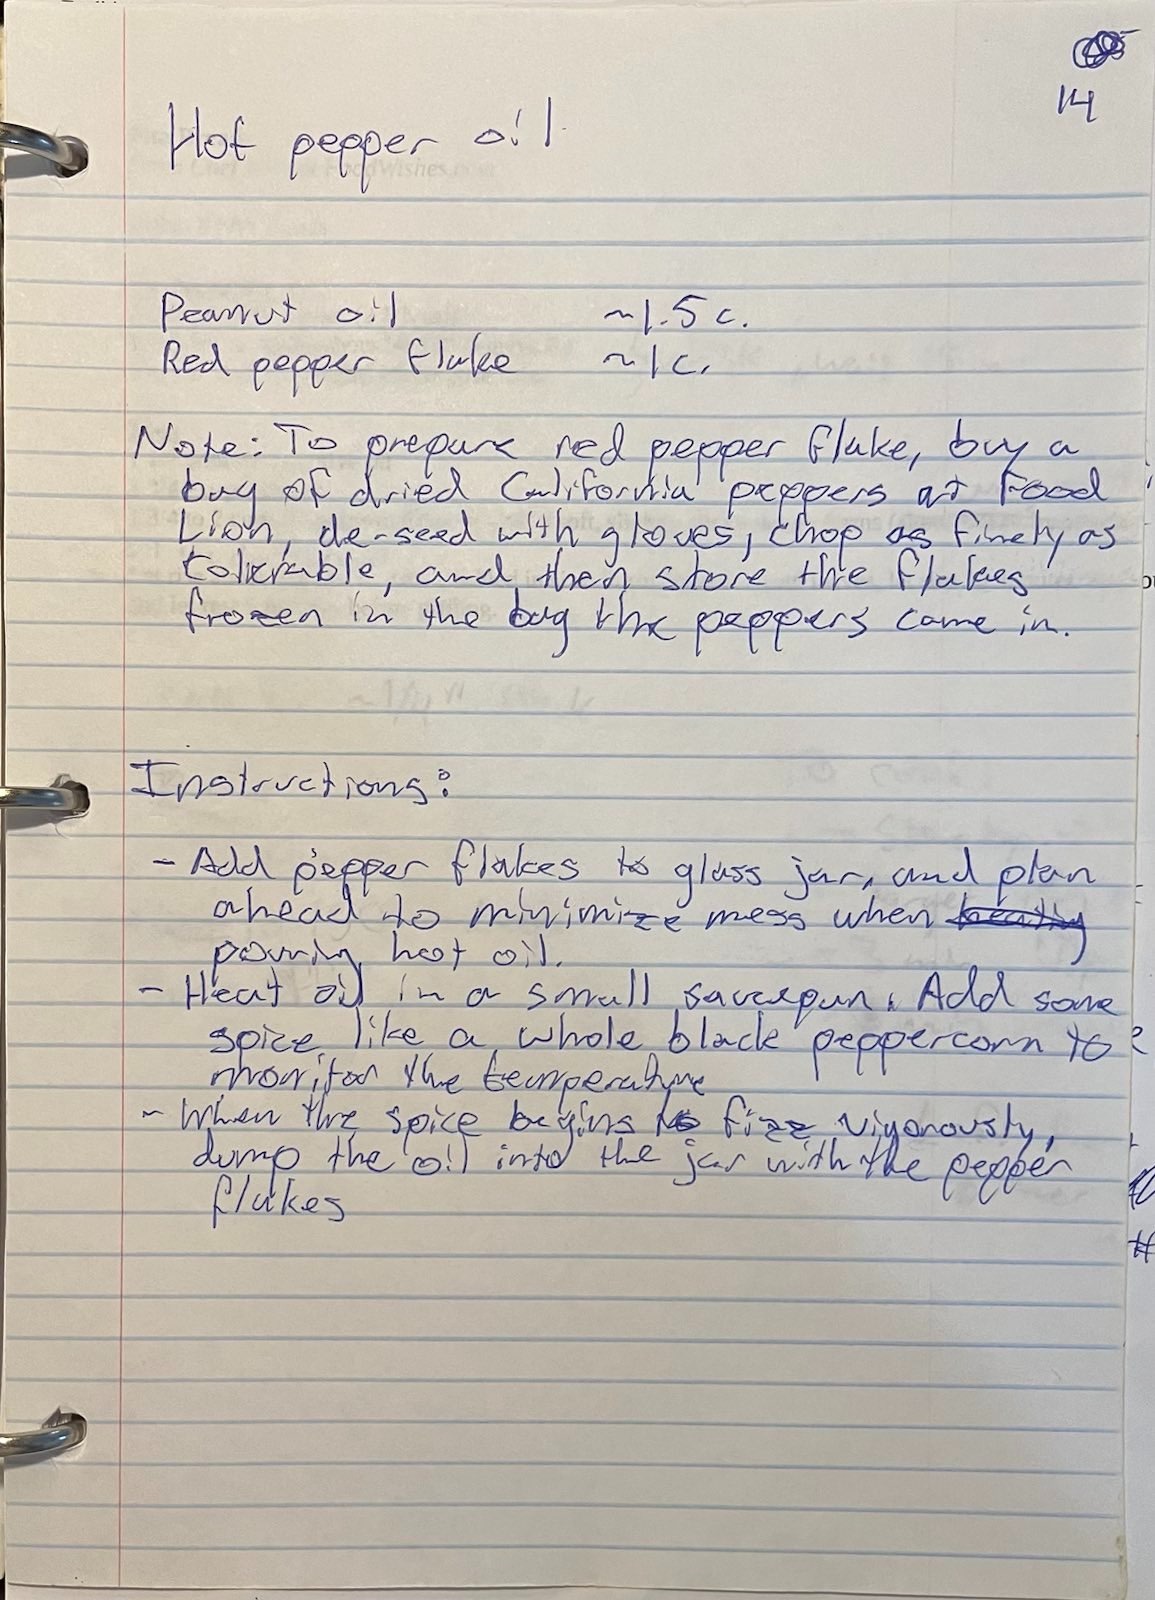 14
Hot pepper oil
Peanut oil ~1.5 c.
Red pepper flake ~1 c.
Note: To prepare red pepper flake, buy a
bag of dried California peppers at Food
Lion, de-seed with gloves, chop as finely as
tolerable, and then store the flakes
frozen in the bag the peppers came in.
Instructions:
- Add pepper flakes to glass jar, and plan
ahead to minimize mess when heating
pouring hot oil.
- Heat oil in a small saucepan. Add some
spice like a whole black peppercorn to
monitor the temperature
- When the spice begins to fizz vigorously,
dump the oil into the jar with the pepper
flakes